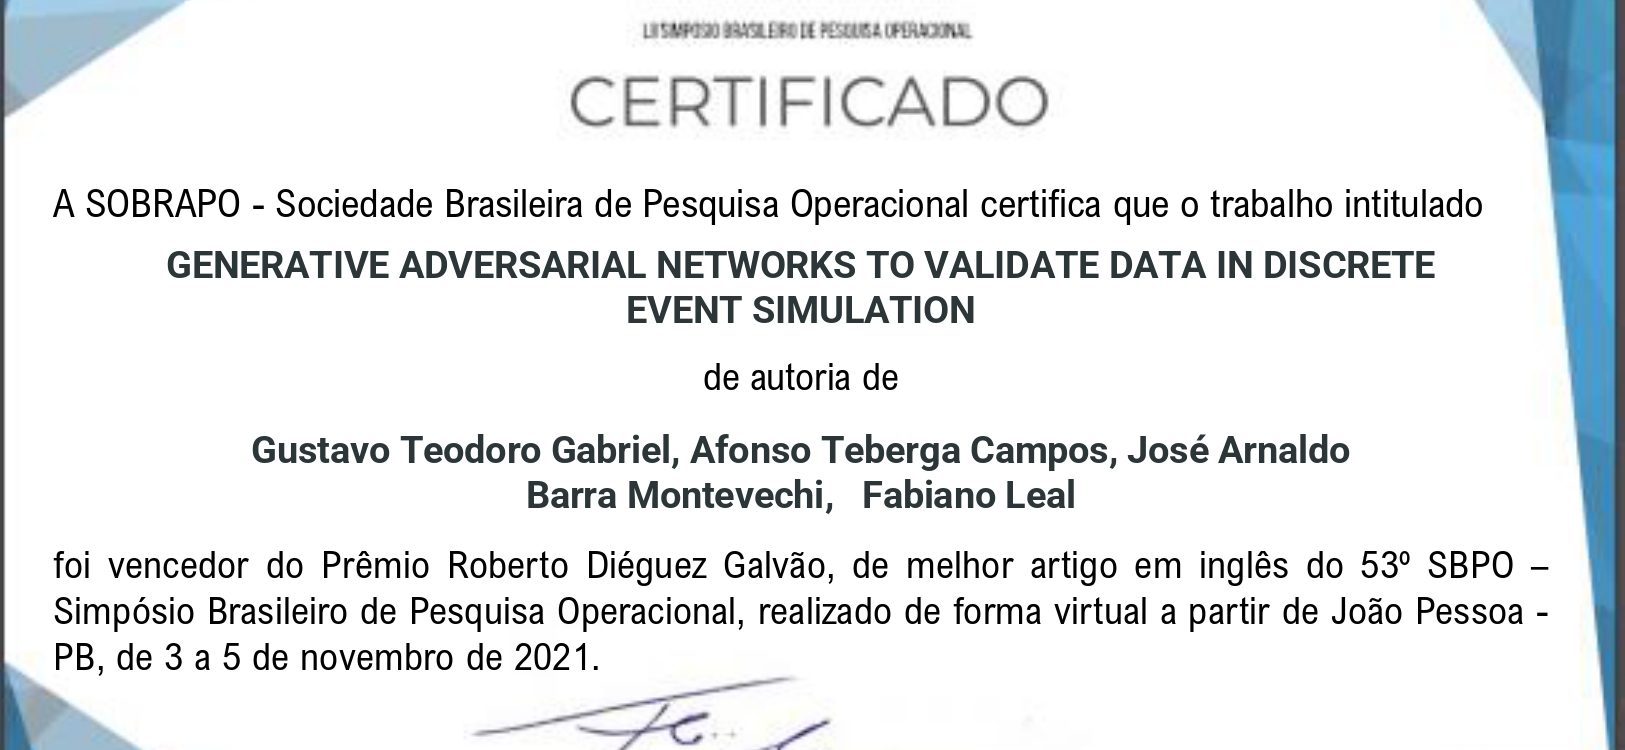 LIII SIMPÓSIO BRASILEIRO DE PESQUISA OPERACIONAL
CERTIFICADO
A SOBRAPO - Sociedade Brasileira de Pesquisa Operacional certifica que o trabalho intitulado
GENERATIVE ADVERSARIAL NETWORKS TO VALIDATE DATA IN DISCRETE
EVENT SIMULATION
de autoria de
Gustavo Teodoro Gabriel, Afonso Teberga Campos, José Arnaldo
Barra Montevechi, Fabiano Leal
foi vencedor do Prêmio Roberto Diéguez Galvão, de melhor artigo em inglês do 53º SBPO –
Simpósio Brasileiro de Pesquisa Operacional, realizado de forma virtual a partir de João Pessoa -
PB, de 3 a 5 de novembro de 2021.